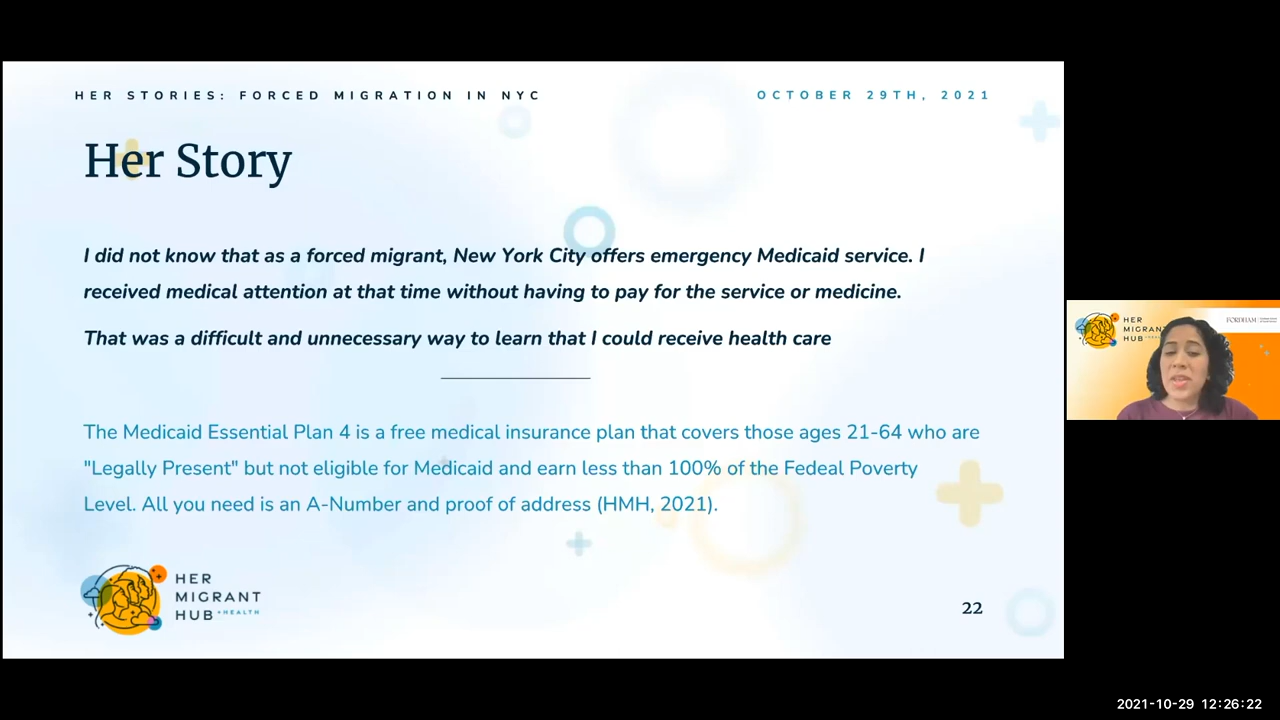 HER STORIES: FORCED MIGRATION IN NYC
OCTOBER 29TH, 2021
Her Story
I did not know that as a forced migrant, New York City offers emergency Medicaid service. I
received medical attention at that time without having to pay for the service or medicine.
That was a difficult and unnecessary way to learn that I could receive health care
The Medicaid Essential Plan 4 is a free medical insurance plan that covers those ages 21-64 who are
"Legally Present" but not eligible for Medicaid and earn less than 100% of the Fedeal Poverty
Level. All you need is an A-Number and proof of address (HMH, 2021).
HER
MIGRANT
HUB +HEALTH
22
HER
MIGRANT
HUB
FORDHAM
2021-10-29 12:26:22